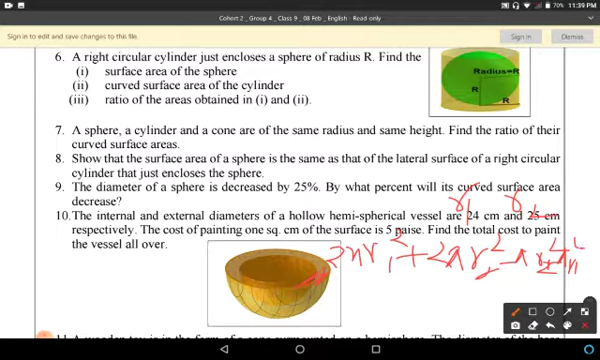 70% 11:39 PM
Cohort 2 _ Group 4 _ Class 9 _ 08 Feb _ English · Read-only
Sign in to edit and save changes to this file. Sign in Dismiss
6. A right circular cylinder just encloses a sphere of radius R. Find the
(i) surface area of the sphere
(ii) curved surface area of the cylinder
(iii) ratio of the areas obtained in (i) and (ii).
Radius=R
R
R
7. A sphere, a cylinder and a cone are of the same radius and same height. Find the ratio of their
curved surface areas.
8. Show that the surface area of a sphere is the same as that of the lateral surface of a right circular
cylinder that just encloses the sphere.
9. The diameter of a sphere is decreased by 25%. By what percent will its curved surface area
decrease?
10.The internal and external diameters of a hollow hemi-spherical vessel are 24 cm and 25 cm
respectively. The cost of painting one sq. cm of the surface is 5 paise. Find the total cost to paint
the vessel all over.